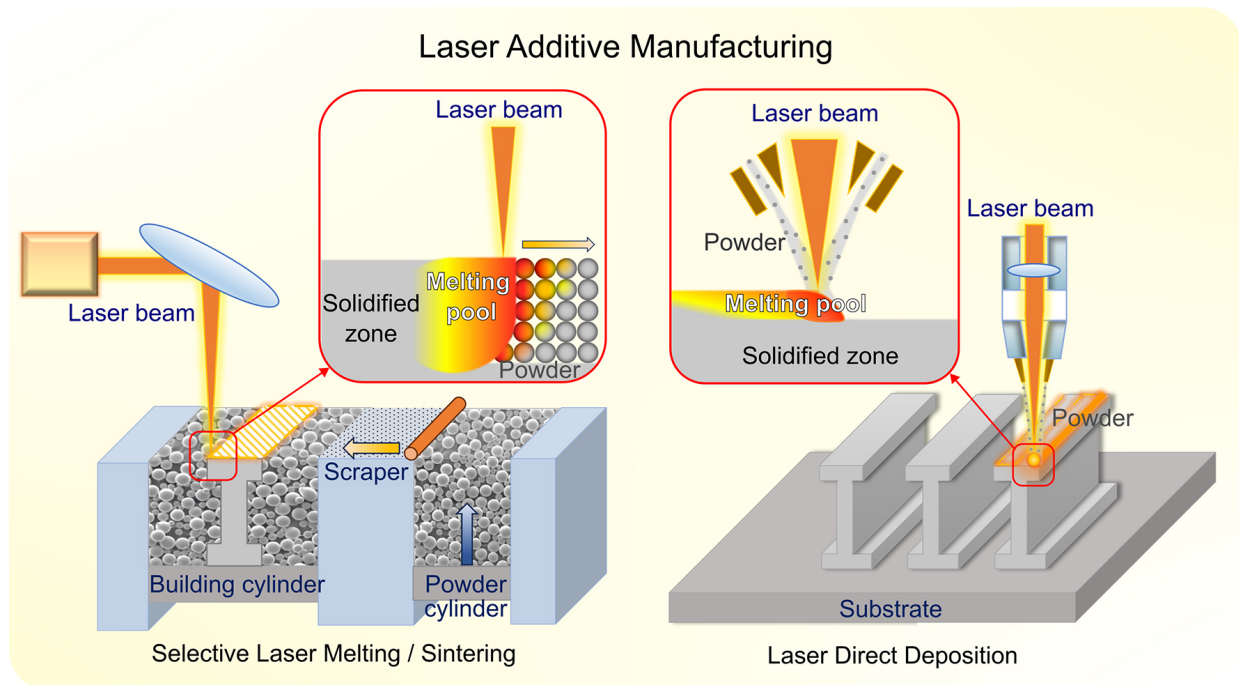 Laser Additive Manufacturing
Laser beam
Laser beam
Solidified
zone
Melting
pool
Powder
Scraper
Building cylinder
Powder
cylinder
Selective Laser Melting / Sintering
Laser beam
Powder
Melting pool
Solidified zone
Laser beam
Powder
Substrate
Laser Direct Deposition